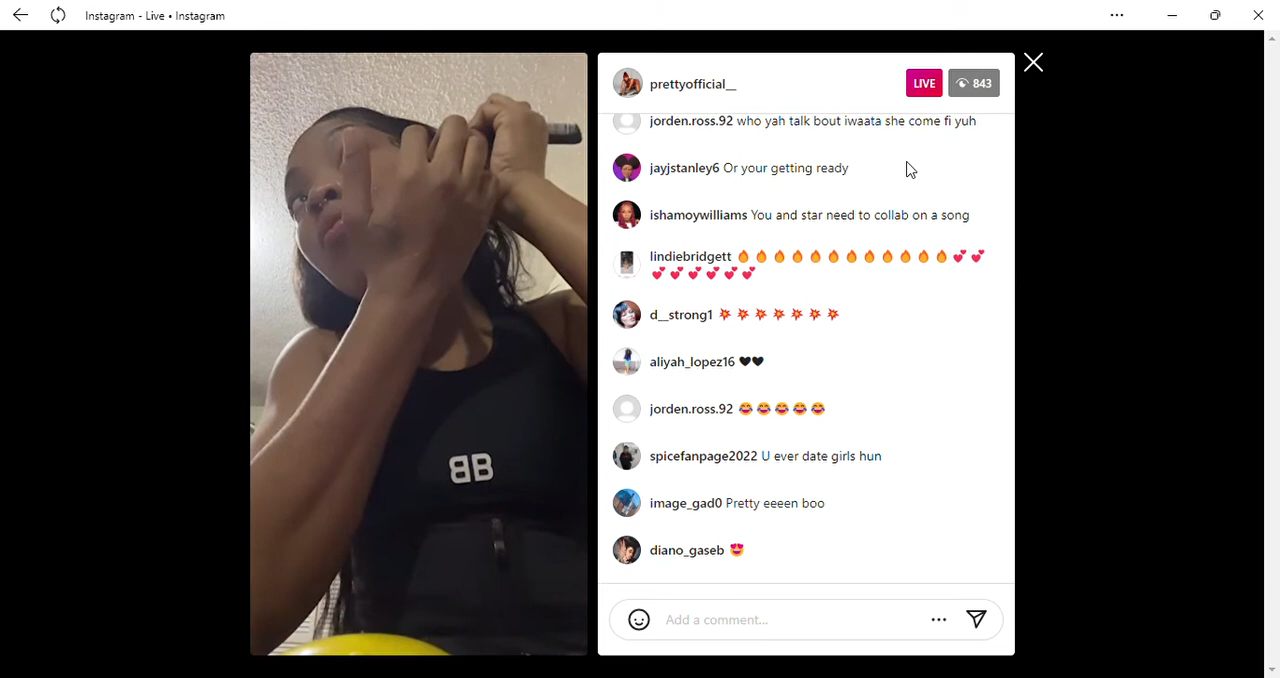 Instagram - Live • Instagram
prettyofficial__
LIVE
843
jorden.ross.92 who yah talk bout iwaata she come fi yuh
jayjstanley6 Or your getting ready
ishamoywilliams You and star need to collab on a song
lindiebridgett 🔥🔥🔥🔥🔥🔥🔥🔥🔥🔥🔥🔥💕💕
💕💕💕💕💕💕
d__strong1 💥💥💥💥💥💥💥
aliyah_lopez16 🖤🖤
jorden.ross.92 😂😂😂😂😂
spicefanpage2022 U ever date girls hun
image_gad0 Pretty eeeen boo
diano_gaseb 😍
BB
Add a comment...